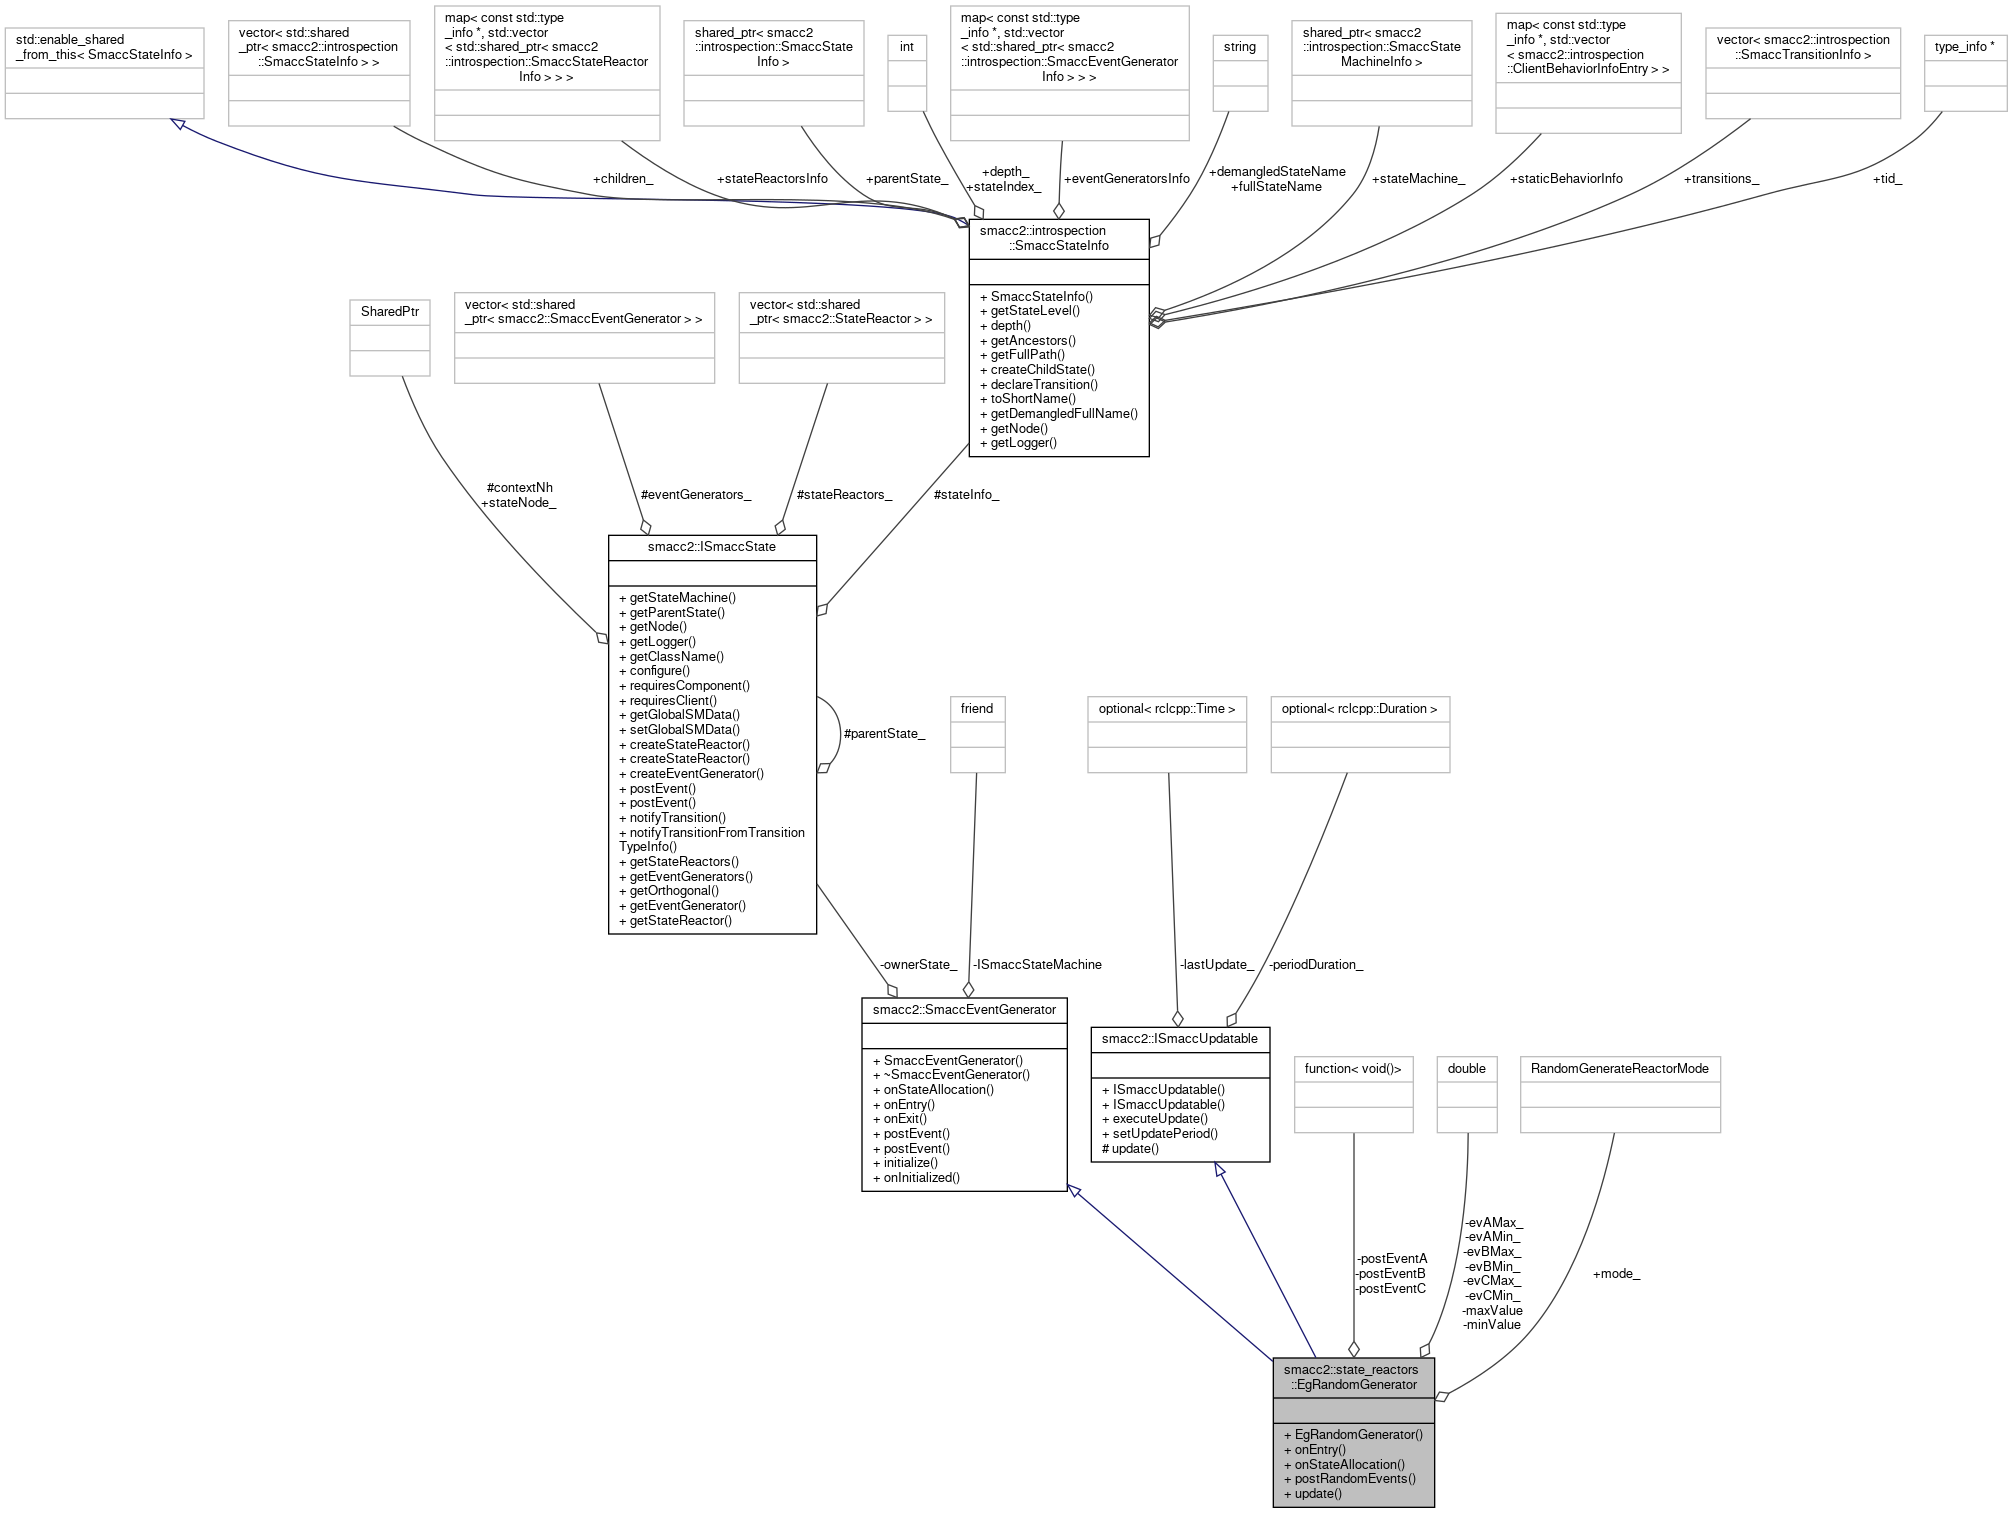 std::enable_shared
_from_this< SmaccStateInfo >
vector< std::shared
_ptr< smacc2::introspection
::SmaccStateInfo > >
map< const std::type
_info *, std::vector
< std::shared_ptr< smacc2
::introspection::SmaccStateReactor
Info > > >
shared_ptr< smacc2
::introspection::SmaccState
Info >
int
map< const std::type
_info *, std::vector
< std::shared_ptr< smacc2
::introspection::SmaccEventGenerator
Info > > >
string
shared_ptr< smacc2
::introspection::SmaccState
MachineInfo >
map< const std::type
_info *, std::vector
< smacc2::introspection
::ClientBehaviorInfoEntry > >
vector< smacc2::introspection
::SmaccTransitionInfo >
type_info *
+children_
+stateReactorsInfo
+parentState_
+depth_
+stateIndex_
+eventGeneratorsInfo
+demangledStateName
+fullStateName
+stateMachine_
+staticBehaviorInfo
+transitions_
+tid_
smacc2::introspection
::SmaccStateInfo
+ SmaccStateInfo()
+ getStateLevel()
+ depth()
+ getAncestors()
+ getFullPath()
+ createChildState()
+ declareTransition()
+ toShortName()
+ getDemangledFullName()
+ getNode()
+ getLogger()
SharedPtr
vector< std::shared
_ptr< smacc2::SmaccEventGenerator > >
vector< std::shared
_ptr< smacc2::StateReactor > >
#contextNh
+stateNode_
#eventGenerators_
#stateReactors_
#stateInfo_
smacc2::ISmaccState
+ getStateMachine()
+ getParentState()
+ getNode()
+ getLogger()
+ getClassName()
+ configure()
+ requiresComponent()
+ requiresClient()
+ getGlobalSMData()
+ setGlobalSMData()
+ createStateReactor()
+ createStateReactor()
+ createEventGenerator()
+ postEvent()
+ postEvent()
+ notifyTransition()
+ notifyTransitionFromTransition
TypeInfo()
+ getStateReactors()
+ getEventGenerators()
+ getOrthogonal()
+ getEventGenerator()
+ getStateReactor()
#parentState_
friend
optional< rclcpp::Time >
optional< rclcpp::Duration >
-ownerState_
-ISmaccStateMachine
-lastUpdate_
-periodDuration_
smacc2::SmaccEventGenerator
+ SmaccEventGenerator()
+ ~SmaccEventGenerator()
+ onStateAllocation()
+ onEntry()
+ onExit()
+ postEvent()
+ postEvent()
+ initialize()
+ onInitialized()
smacc2::ISmaccUpdatable
+ ISmaccUpdatable()
+ ISmaccUpdatable()
+ executeUpdate()
+ setUpdatePeriod()
# update()
function< void()>
double
RandomGenerateReactorMode
-postEventA
-postEventB
-postEventC
-evAMax_
-evAMin_
-evBMax_
-evBMin_
-evCMax_
-evCMin_
-maxValue
-minValue
+mode_
smacc2::state_reactors
::EgRandomGenerator
+ EgRandomGenerator()
+ onEntry()
+ onStateAllocation()
+ postRandomEvents()
+ update()